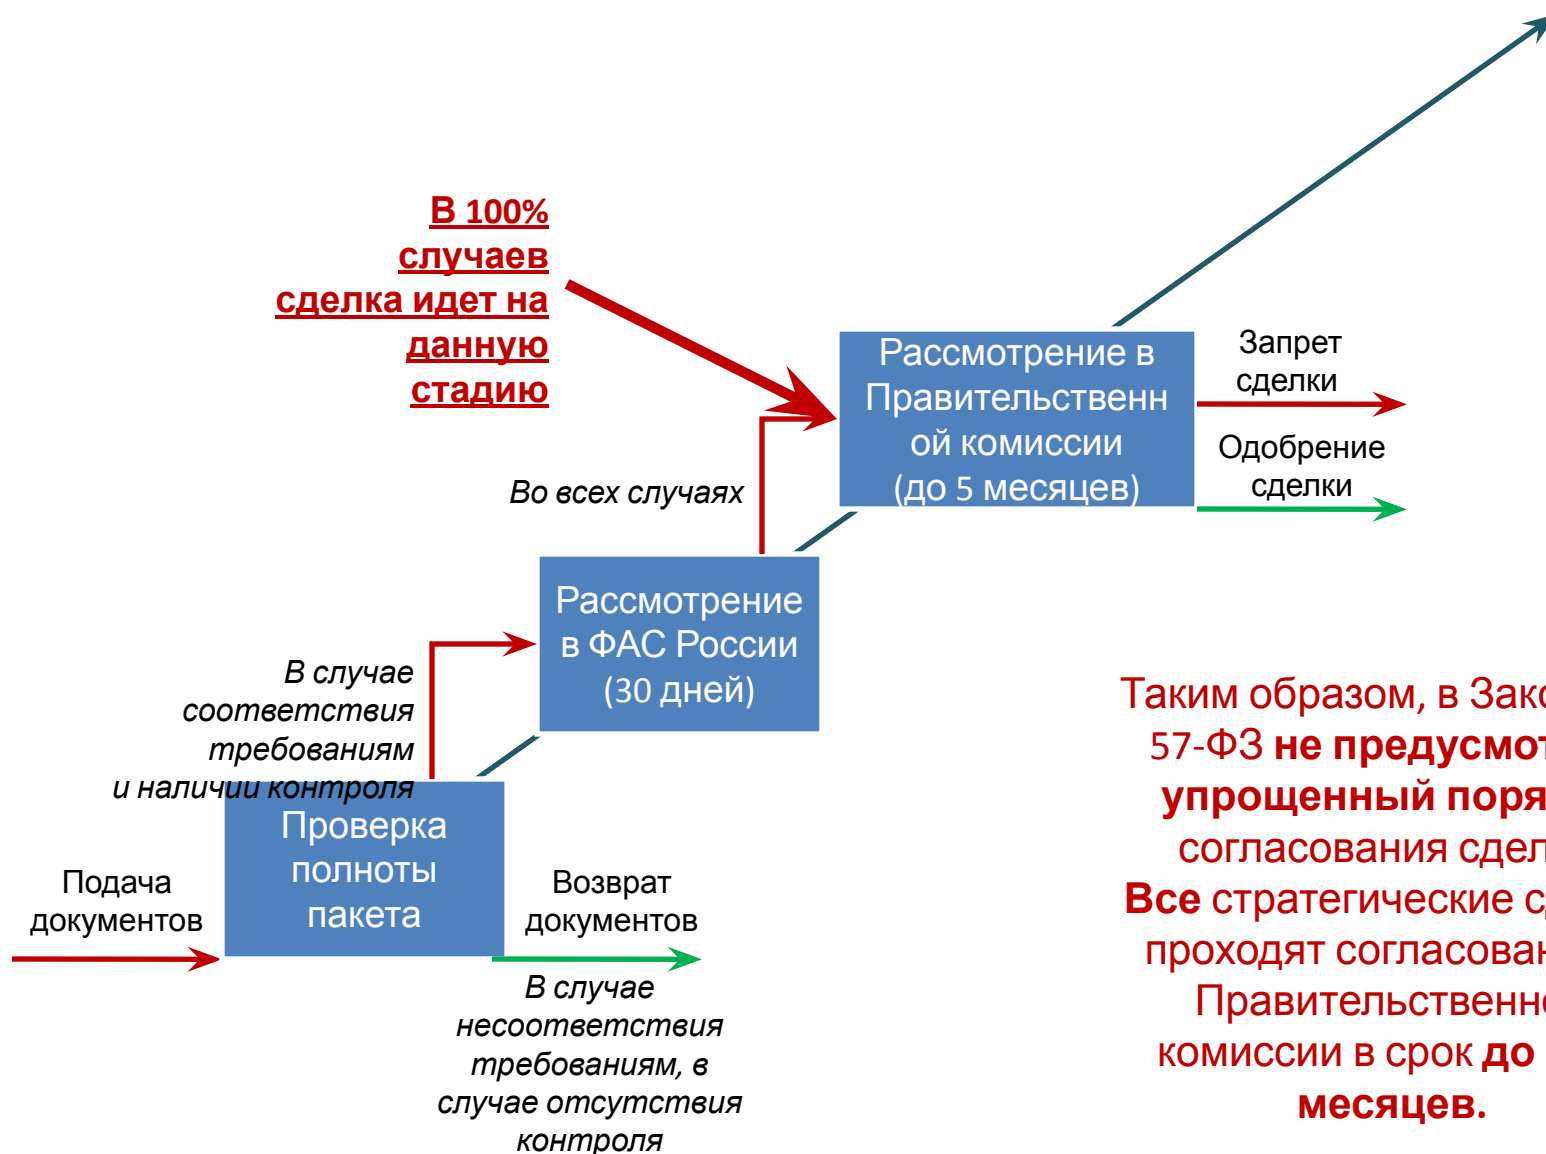 В 100%
случаев
сделка идет на
данную
стадию
Рассмотрение в
Правительственн
ой комиссии
(до 5 месяцев)
Запрет
сделки
Одобрение
сделки
Во всех случаях
Рассмотрение
в ФАС России
(30 дней)
В случае
соответствия
требованиям
и наличии контроля
Проверка
полноты
пакета
Подача
документов
Возврат
документов
В случае
несоответствия
требованиям, в
случае отсутствия
контроля
Таким образом, в
57-ФЗ не
упрощенный
согласования
Все стратегические
проходят
комиссии в срок до
месяцев.